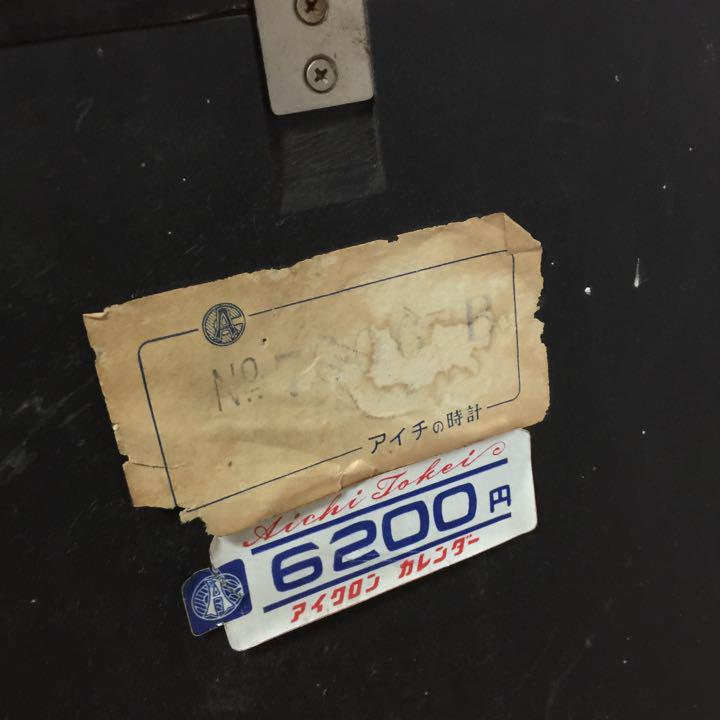 A
No.
アイチの時計
Aichi Tokei
6200円
アイクロン カレンダー
A